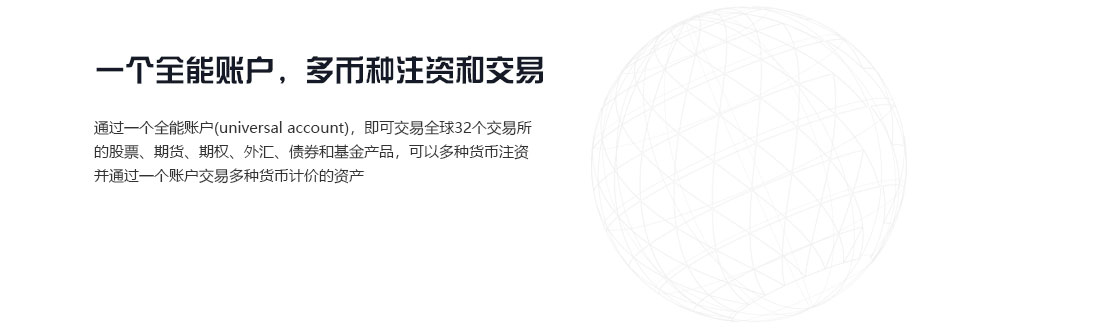 一个全能账户，多币种注资和交易
通过一个全能账户(universal account)，即可交易全球32个交易所
的股票、期货、期权、外汇、债券和基金产品，可以多种货币注资
并通过一个账户交易多种货币计价的资产